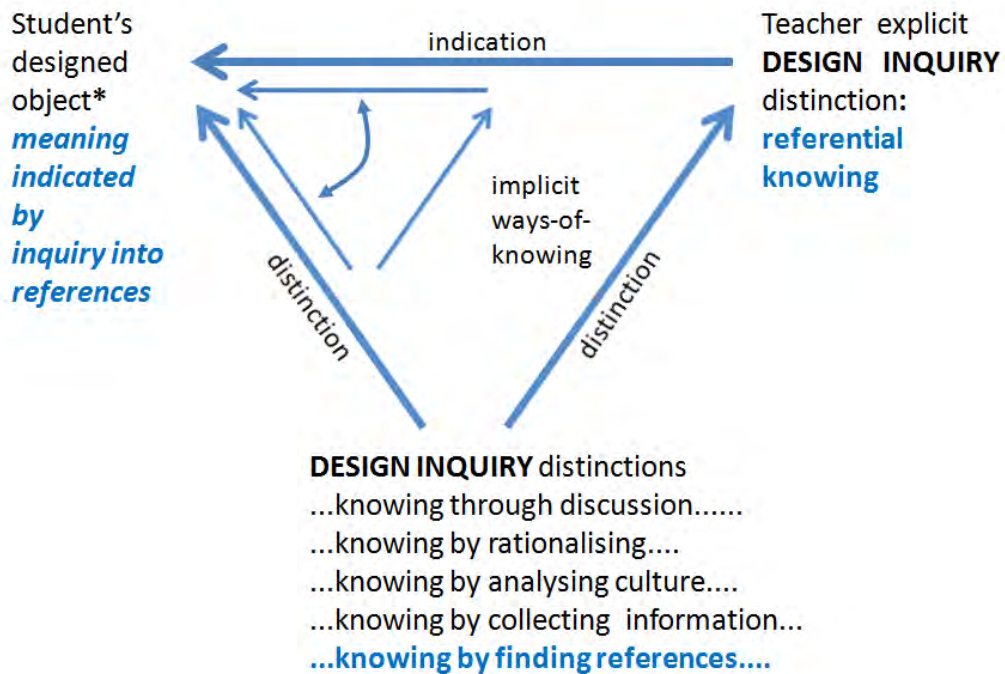 Student's
designed
object*
meaning
indicated
by
inquiry into
references
indication
Teacher explicit
DESIGN INQUIRY
distinction:
referential
knowing
implicit
ways-of-
knowing
distinction
distinction
DESIGN INQUIRY distinctions
...knowing through discussion......
...knowing by rationalising....
...knowing by analysing culture....
...knowing by collecting information...
...knowing by finding references....